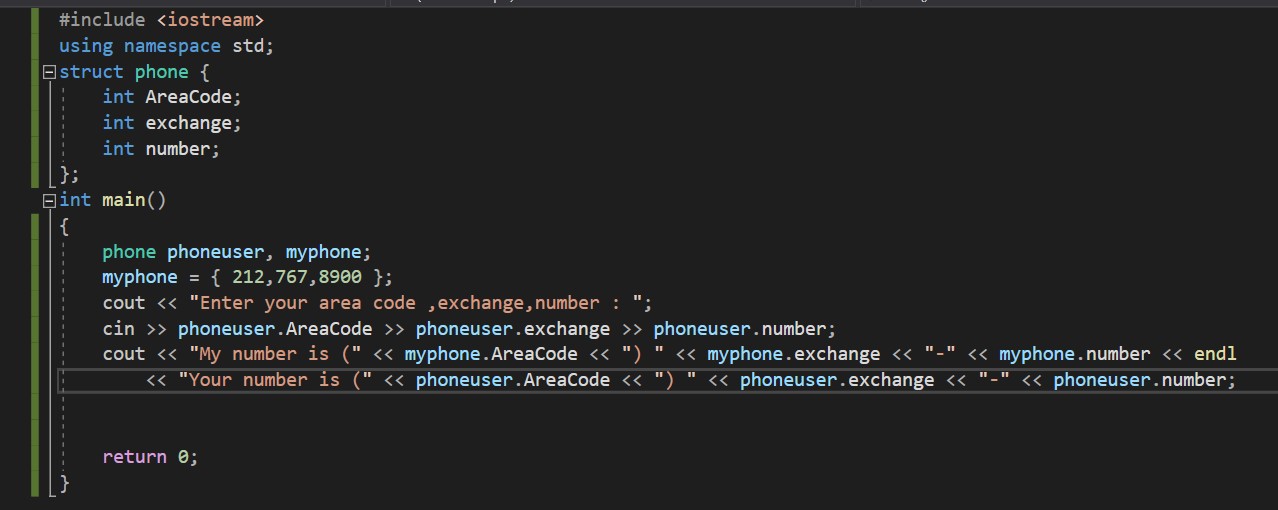 #include <iostream>
using namespace std;
struct phone {
    int AreaCode;
    int exchange;
    int number;
};
int main()
{
    phone phoneuser, myphone;
    myphone = { 212,767,8900 };
    cout << "Enter your area code ,exchange,number : ";
    cin >> phoneuser.AreaCode >> phoneuser.exchange >> phoneuser.number;
    cout << "My number is (" << myphone.AreaCode << ") " << myphone.exchange << "-" << myphone.number << endl
        << "Your number is (" << phoneuser.AreaCode << ") " << phoneuser.exchange << "-" << phoneuser.number;
    return 0;
}